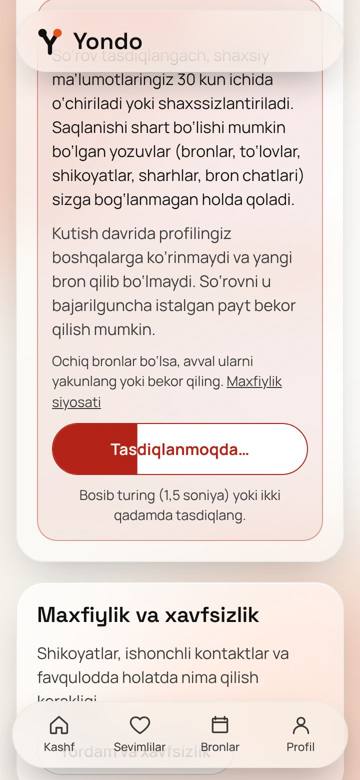 Yondo
So‘rov tasdiqlangach, shaxsiy
ma’lumotlaringiz 30 kun ichida
o‘chiriladi yoki shaxssizlantiriladi.
Saqlanishi shart bo‘lishi mumkin
bo‘lgan yozuvlar (bronlar, to‘lovlar,
shikoyatlar, sharhlar, bron chatlari)
sizga bog‘lanmagan holda qoladi.
Kutish davrida profilingiz
boshqalarga ko‘rinmaydi va yangi
bron qilib bo‘lmaydi. So‘rovni u
bajarilguncha istalgan payt bekor
qilish mumkin.
Ochiq bronlar bo‘lsa, avval ularni
yakunlang yoki bekor qiling. Maxfiylik
siyosati
Tasdiqlanmoqda…
Bosib turing (1,5 soniya) yoki ikki
qadamda tasdiqlang.
Maxfiylik va xavfsizlik
Shikoyatlar, ishonchli kontaktlar va
favqulodda holatda nima qilish
kerakligi.
Yordam va xavfsizlik
Kashf
Sevimlilar
Bronlar
Profil